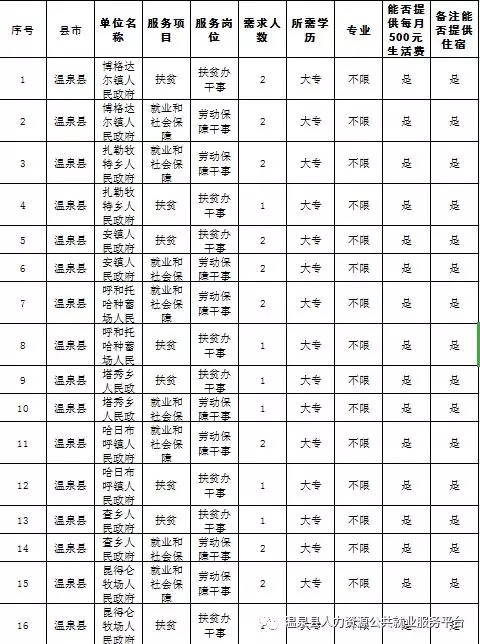 序号 县市 单位名称 服务项目 服务岗位 需求人数 所需学历 专业 能否提供每月500元生活费 备注能否提供住宿
1 温泉县 博格达尔镇人民政府 扶贫 扶贫办干事 2 大专 不限 是 是
2 温泉县 博格达尔镇人民政府 就业和社会保障 劳动保障干事 2 大专 不限 是 是
3 温泉县 扎勒牧特乡人民政府 就业和社会保障 劳动保障干事 2 大专 不限 是 是
4 温泉县 扎勒牧特乡人民政府 扶贫 扶贫办干事 1 大专 不限 是 是
5 温泉县 安镇人民政府 扶贫 扶贫办干事 2 大专 不限 是 是
6 温泉县 安镇人民政府 就业和社会保 劳动保障干事 2 大专 不限 是 是
7 温泉县 呼和托哈种蓄场人民 就业和社会保障 劳动保障干事 2 大专 不限 是 是
8 温泉县 呼和托哈种蓄场人民 扶贫 扶贫办干事 1 大专 不限 是 是
9 温泉县 塔秀乡人民政 扶贫 扶贫办干事 1 大专 不限 是 是
10 温泉县 塔秀乡人民政 就业和社会保 劳动保障干事 1 大专 不限 是 是
11 温泉县 哈日布呼镇人民政府 就业和社会保障 劳动保障干事 2 大专 不限 是 是
12 温泉县 哈日布呼镇人民政府 扶贫 扶贫办干事 1 大专 不限 是 是
13 温泉县 查乡人民政府 扶贫 扶贫办干事 1 大专 不限 是 是
14 温泉县 查乡人民政府 就业和社会保 劳动保障干事 2 大专 不限 是 是
15 温泉县 昆得仑牧场人民政府 就业和社会保障 劳动保障干事 2 大专 不限 是 是
16 温泉县 昆得仑牧场人民政府 扶贫 扶贫办干事 大专 不限 是 是
温泉县人力资源公共就业服务平台